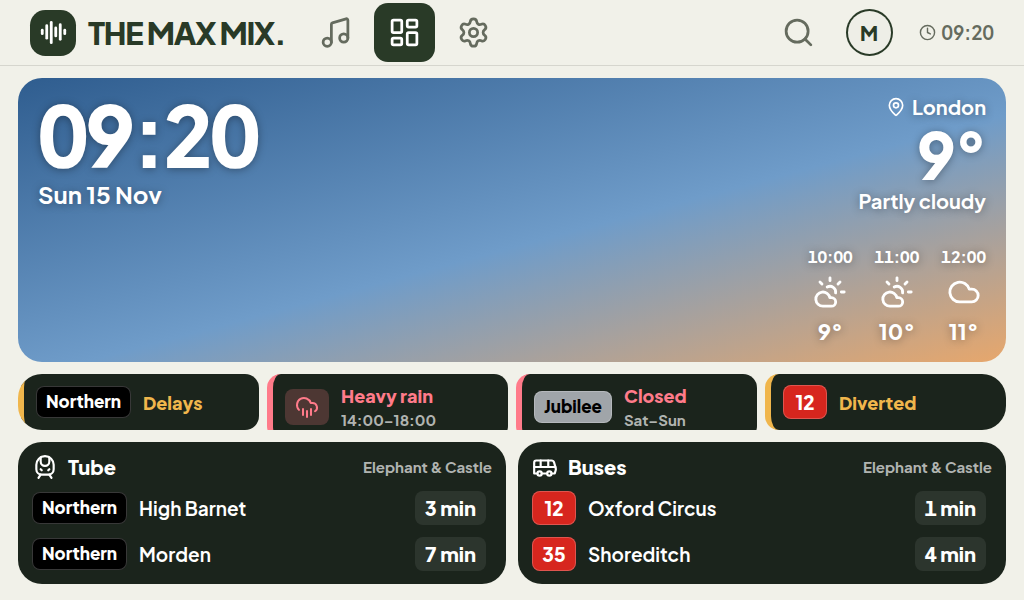 THE MAX MIX.
M
09:20
09:20
Sun 15 Nov
London
9°
Partly cloudy
10:00 11:00 12:00
9° 10° 11°
Northern Delays
Heavy rain
14:00–18:00
Jubilee
Closed
Sat–Sun
12 Diverted
Tube Elephant & Castle
Northern High Barnet 3 min
Northern Morden 7 min
Buses Elephant & Castle
12 Oxford Circus 1 min
35 Shoreditch 4 min